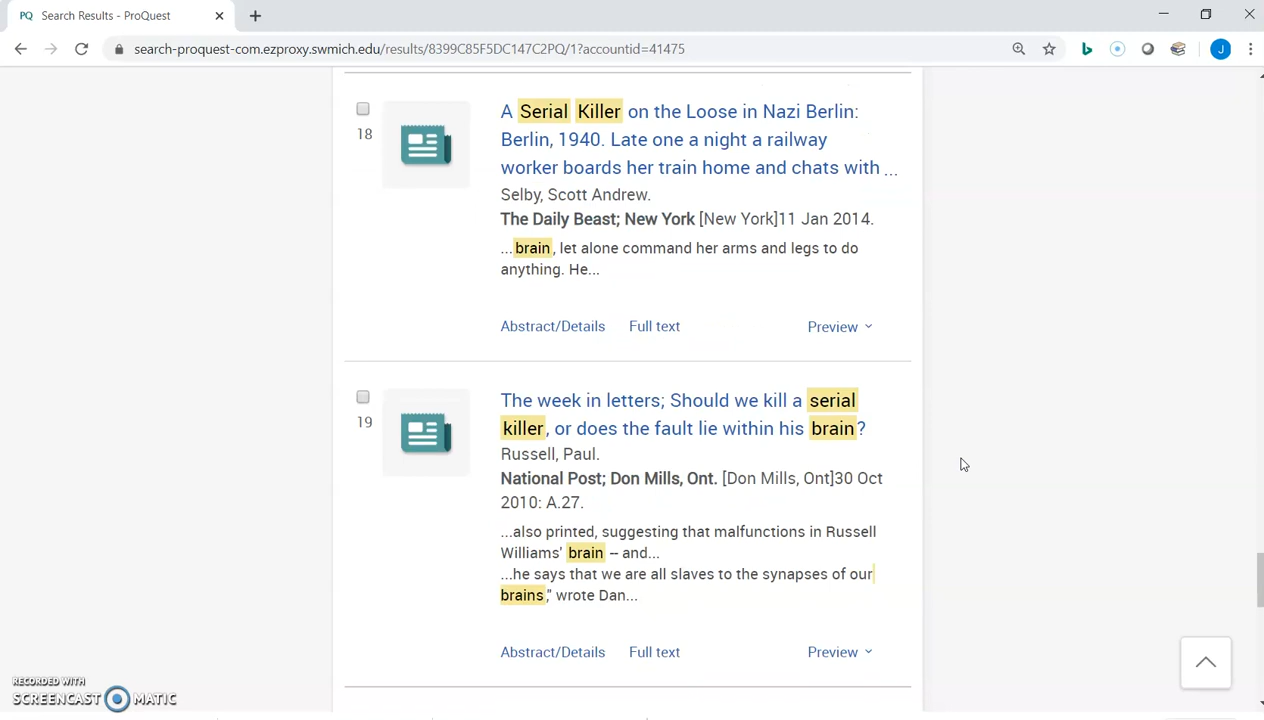 PQ Search Results - ProQuest
search-proquest-com.ezproxy.swmich.edu/results/8399C85F5DC147C2PQ/1?accountid=41475
J
18
A Serial Killer on the Loose in Nazi Berlin:
Berlin, 1940. Late one a night a railway
worker boards her train home and chats with ...
Selby, Scott Andrew.
The Daily Beast; New York [New York]11 Jan 2014.
...brain, let alone command her arms and legs to do
anything. He...
Abstract/Details Full text Preview
19
The week in letters; Should we kill a serial
killer, or does the fault lie within his brain?
Russell, Paul.
National Post; Don Mills, Ont. [Don Mills, Ont]30 Oct
2010: A.27.
...also printed, suggesting that malfunctions in Russell
Williams' brain -- and...
...he says that we are all slaves to the synapses of our
brains," wrote Dan...
Abstract/Details Full text Preview
RECORDED WITH
SCREENCAST MATIC